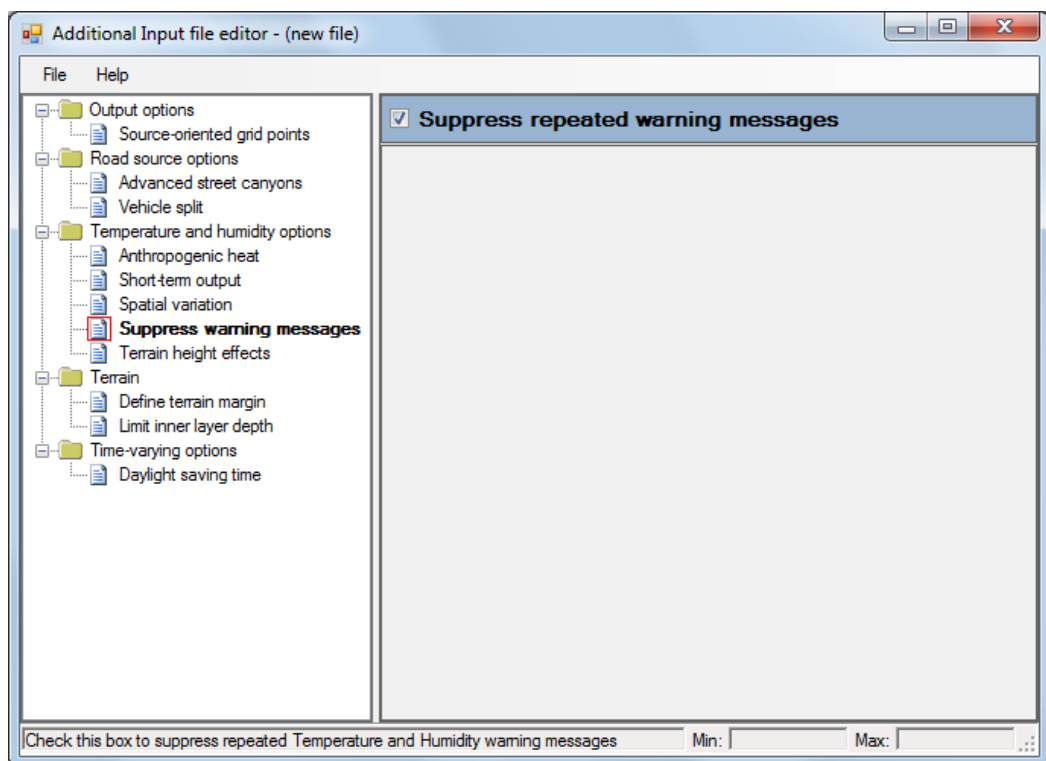 Additional Input file editor - (new file)
File Help
Output options
Source-oriented grid points
Road source options
Advanced street canyons
Vehicle split
Temperature and humidity options
Anthropogenic heat
Short-term output
Spatial variation
Suppress warning messages
Terrain height effects
Terrain
Define terrain margin
Limit inner layer depth
Time-varying options
Daylight saving time
Suppress repeated warning messages
Check this box to suppress repeated Temperature and Humidity warning messages Min: Max: